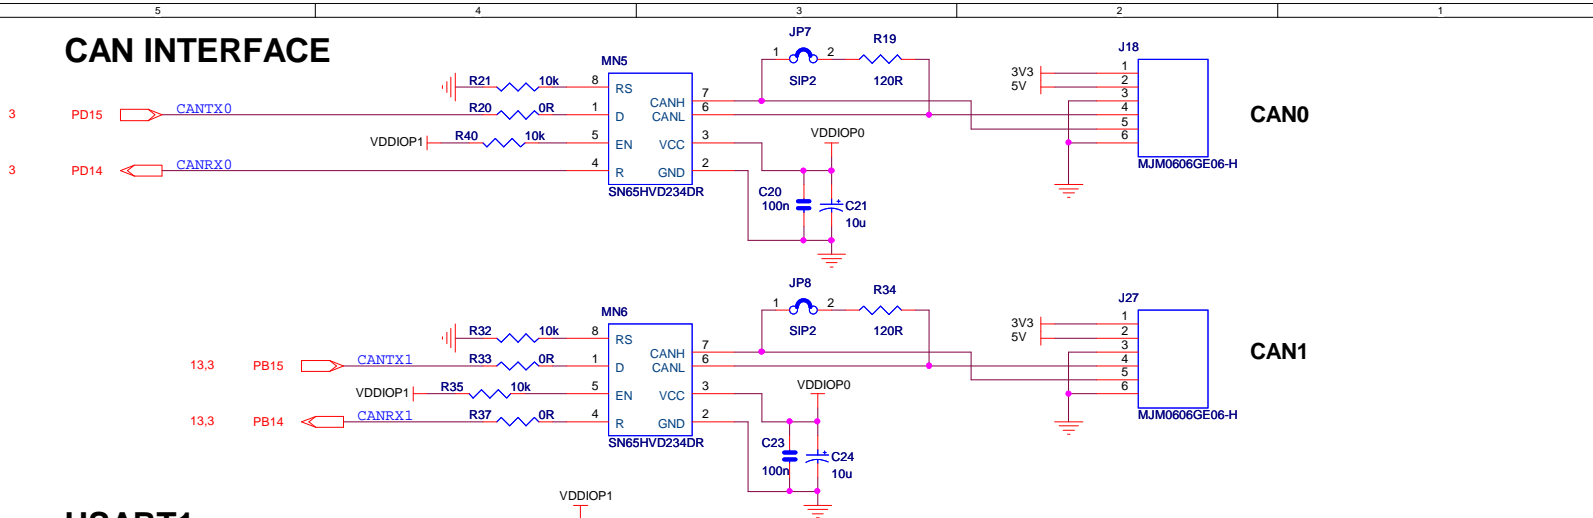 5 4 3 2 1
CAN INTERFACE
JP7
1 2
SIP2
R19
120R
J18
MN5
R21 10k 8 RS
3 PD15 CANTX0 R20 0R 1 D
VDDIOP1 R40 10k 5 EN
3 PD14 CANRX0 4 R
CANH 7
CANL 6
VCC 3
GND 2
SN65HVD234DR
VDDIOP0
C20
100n
C21
10u
3V3
5V
1
2
3
4
5
6
MJM0606GE06-H
CAN0
JP8
1 2
SIP2
R34
120R
J27
MN6
R32 10k 8 RS
13,3 PB15 CANTX1 R33 0R 1 D
VDDIOP1 R35 10k 5 EN
13,3 PB14 CANRX1 R37 0R 4 R
CANH 7
CANL 6
VCC 3
GND 2
SN65HVD234DR
VDDIOP0
C23
100n
C24
10u
3V3
5V
1
2
3
4
5
6
MJM0606GE06-H
CAN1
VDDIOP1
USART1